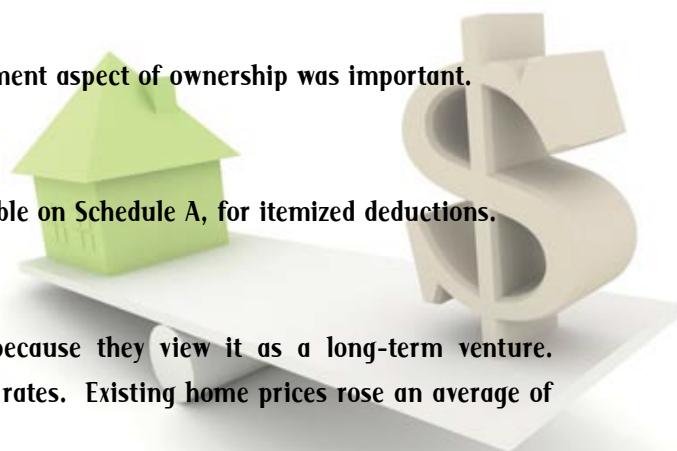 ment aspect of ownership was important.
ble on Schedule A, for itemized deductions.
because they view it as a long-term venture.
rates. Existing home prices rose an average of